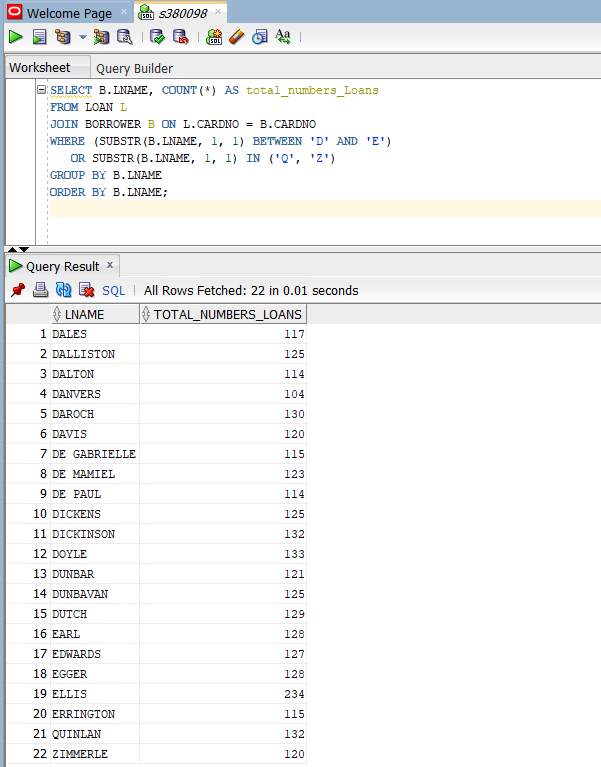 Welcome Page × s380098 ×
Worksheet Query Builder
SELECT B.LNAME, COUNT(*) AS total_numbers_Loans
FROM LOAN L
JOIN BORROWER B ON L.CARDNO = B.CARDNO
WHERE (SUBSTR(B.LNAME, 1, 1) BETWEEN 'D' AND 'E')
OR SUBSTR(B.LNAME, 1, 1) IN ('Q', 'Z')
GROUP BY B.LNAME
ORDER BY B.LNAME;
Query Result ×
SQL | All Rows Fetched: 22 in 0.01 seconds
LNAME TOTAL_NUMBERS_LOANS
1 DALES 117
2 DALLISTON 125
3 DALTON 114
4 DANVERS 104
5 DAROCH 130
6 DAVIS 120
7 DE GABRIELLE 115
8 DE MAMIEL 123
9 DE PAUL 114
10 DICKENS 125
11 DICKINSON 132
12 DOYLE 133
13 DUNBAR 121
14 DUNBAVAN 125
15 DUTCH 129
16 EARL 128
17 EDWARDS 127
18 EGGER 128
19 ELLIS 234
20 ERRINGTON 115
21 QUINLAN 132
22 ZIMMERLE 120